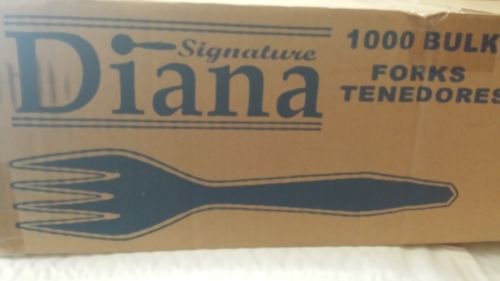 Signature
Diana
1000 BULK
FORKS
TENEDORES